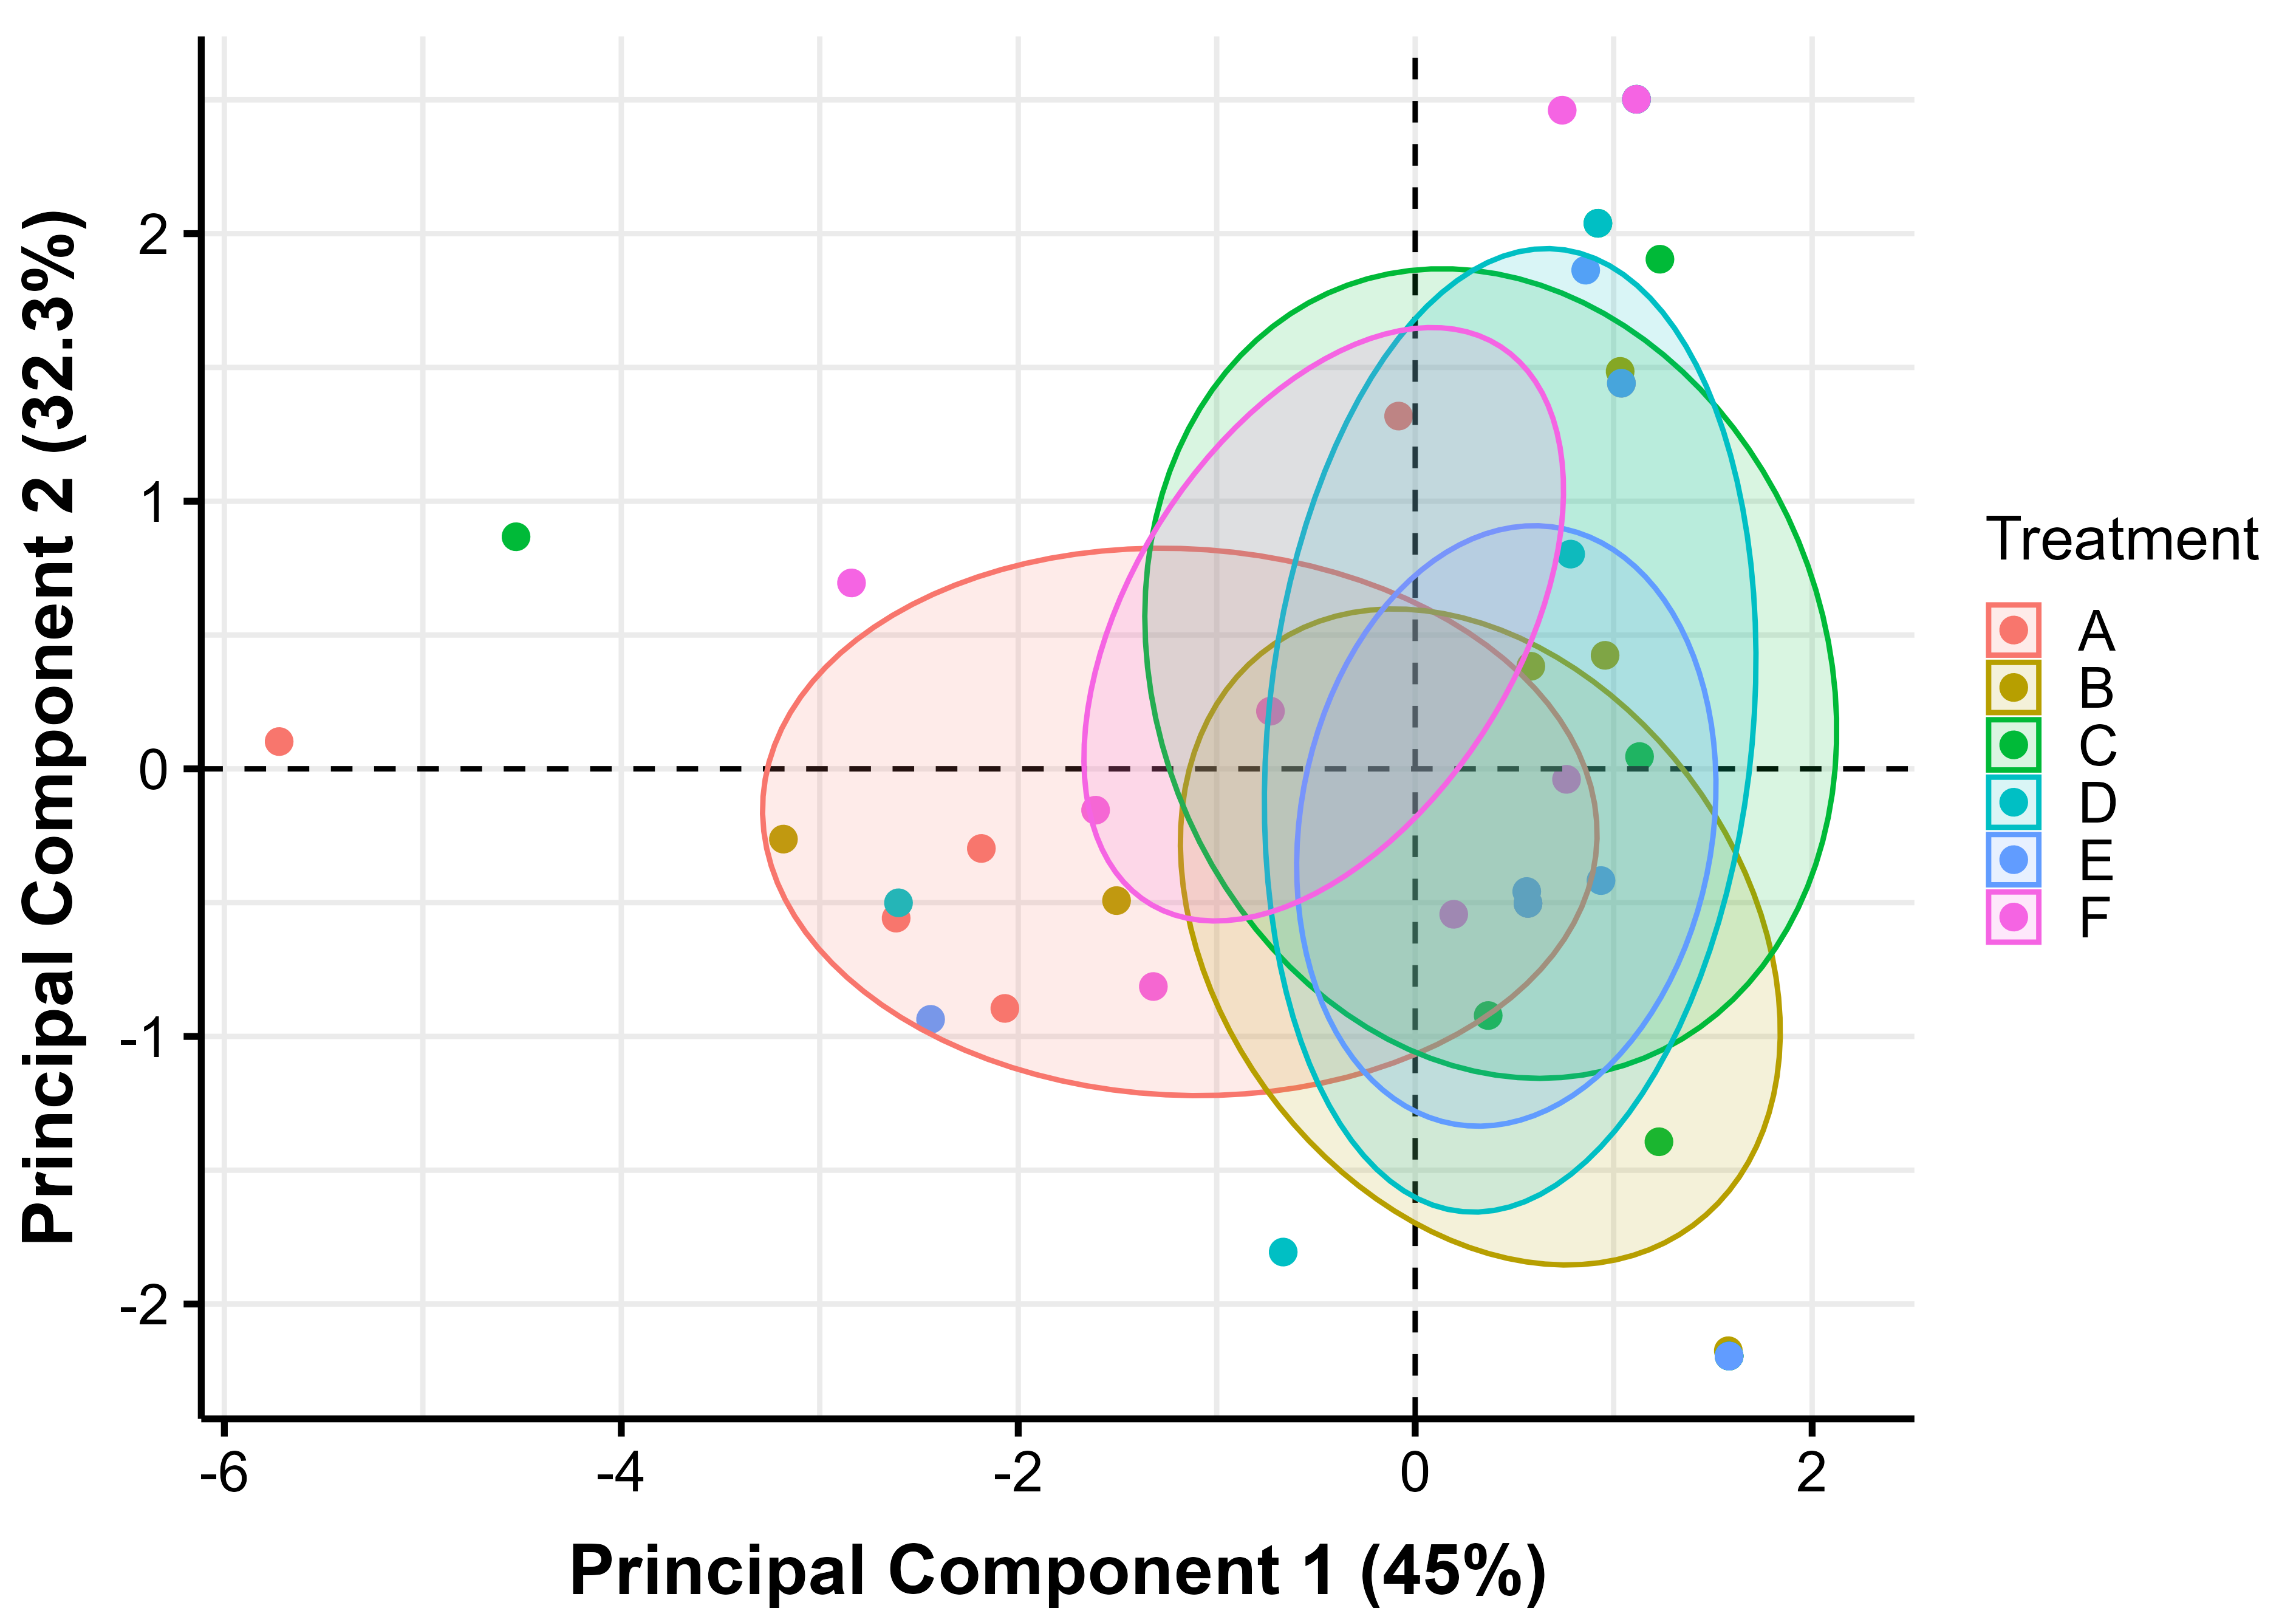 Principal Component 2 (32.3%)
2
1
0
-1
-2
-6
-4
-2
0
2
Principal Component 1 (45%)
Treatment
A
B
C
D
E
F